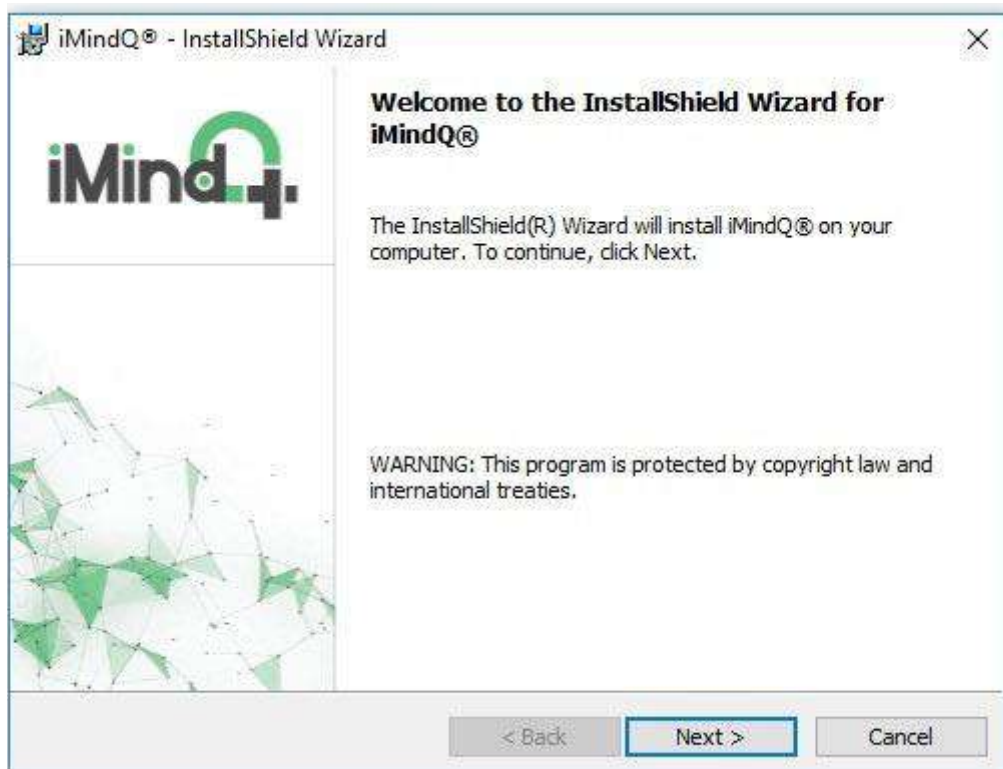 iMindQ® - InstallShield Wizard
iMindQ
Welcome to the InstallShield Wizard for
iMindQ®
The InstallShield(R) Wizard will install iMindQ® on your
computer. To continue, click Next.
WARNING: This program is protected by copyright law and
international treaties.
< Back
Next >
Cancel